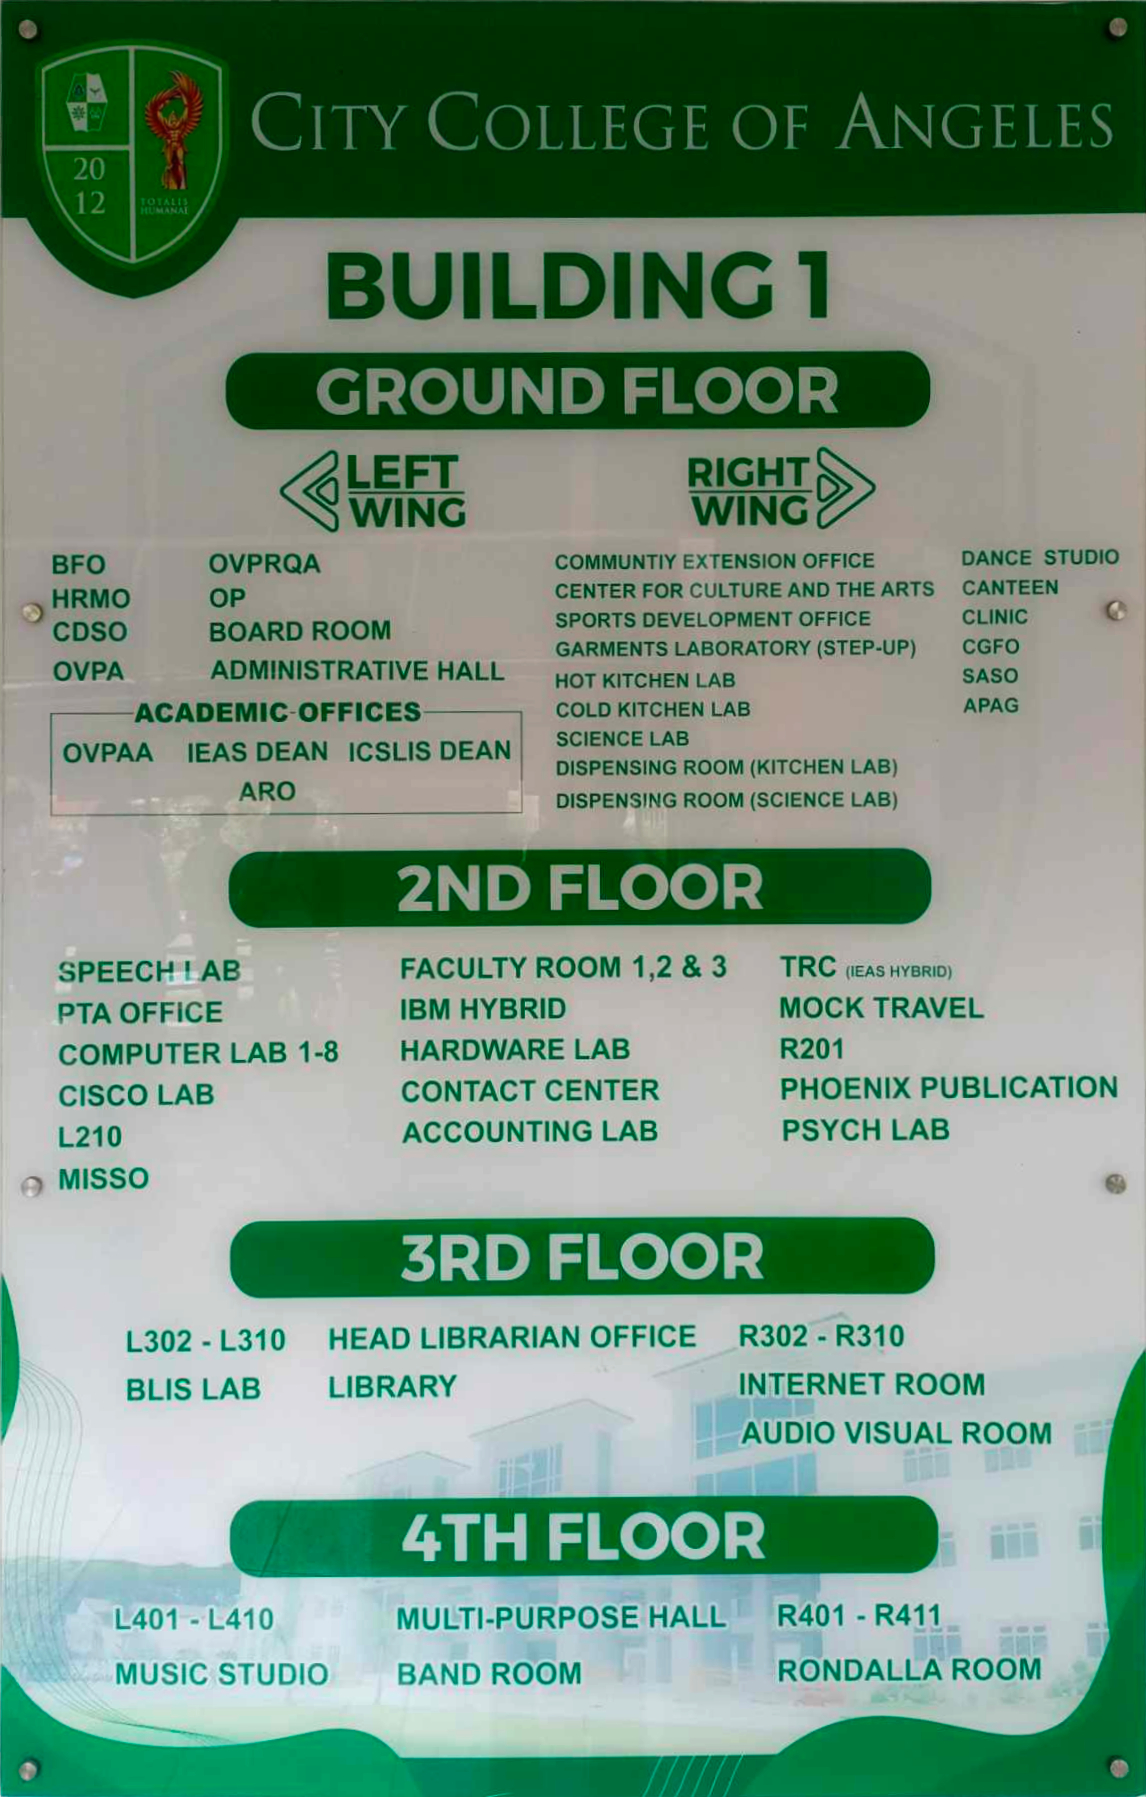 20
12
TOTALIS
HUMANAE
CITY COLLEGE OF ANGELES
BUILDING 1
GROUND FLOOR
LEFT
WING
BFO OVPRQA
HRMO OP
CDSO BOARD ROOM
OVPA ADMINISTRATIVE HALL
ACADEMIC OFFICES
OVPAA IEAS DEAN ICSLIS DEAN
ARO
RIGHT
WING
COMMUNTIY EXTENSION OFFICE
CENTER FOR CULTURE AND THE ARTS
SPORTS DEVELOPMENT OFFICE
GARMENTS LABORATORY (STEP-UP)
HOT KITCHEN LAB
COLD KITCHEN LAB
SCIENCE LAB
DISPENSING ROOM (KITCHEN LAB)
DISPENSING ROOM (SCIENCE LAB)
DANCE STUDIO
CANTEEN
CLINIC
CGFO
SASO
APAG
2ND FLOOR
SPEECH LAB
PTA OFFICE
COMPUTER LAB 1-8
CISCO LAB
L210
MISSO
FACULTY ROOM 1,2 & 3
IBM HYBRID
HARDWARE LAB
CONTACT CENTER
ACCOUNTING LAB
TRC (IEAS HYBRID)
MOCK TRAVEL
R201
PHOENIX PUBLICATION
PSYCH LAB
3RD FLOOR
L302 - L310
BLIS LAB
HEAD LIBRARIAN OFFICE
LIBRARY
R302 - R310
INTERNET ROOM
AUDIO VISUAL ROOM
4TH FLOOR
L401 - L410
MUSIC STUDIO
MULTI-PURPOSE HALL
BAND ROOM
R401 - R411
RONDALLA ROOM